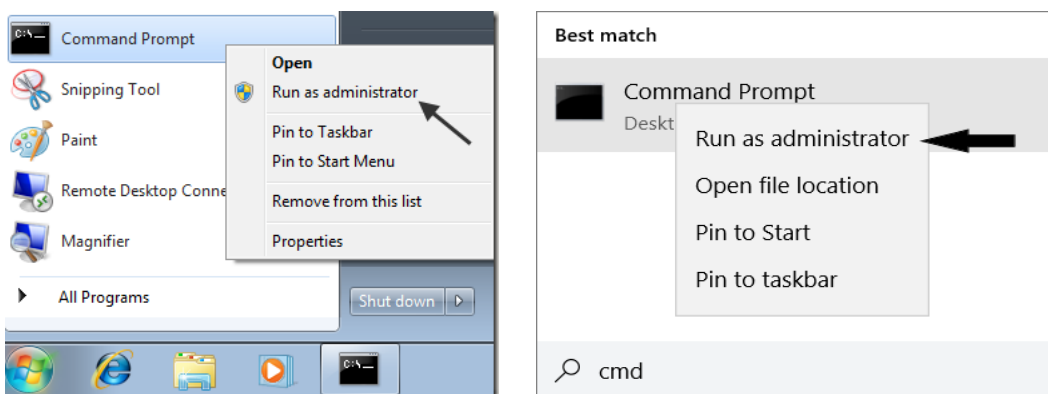 C:\
Command Prompt
Snipping Tool
Paint
Remote Desktop Conne
Magnifier
All Programs
Open
Run as administrator
Pin to Taskbar
Pin to Start Menu
Remove from this list
Properties
Shut down
C:\
Best match
Command Prompt
Deskt
Run as administrator
Open file location
Pin to Start
Pin to taskbar
cmd